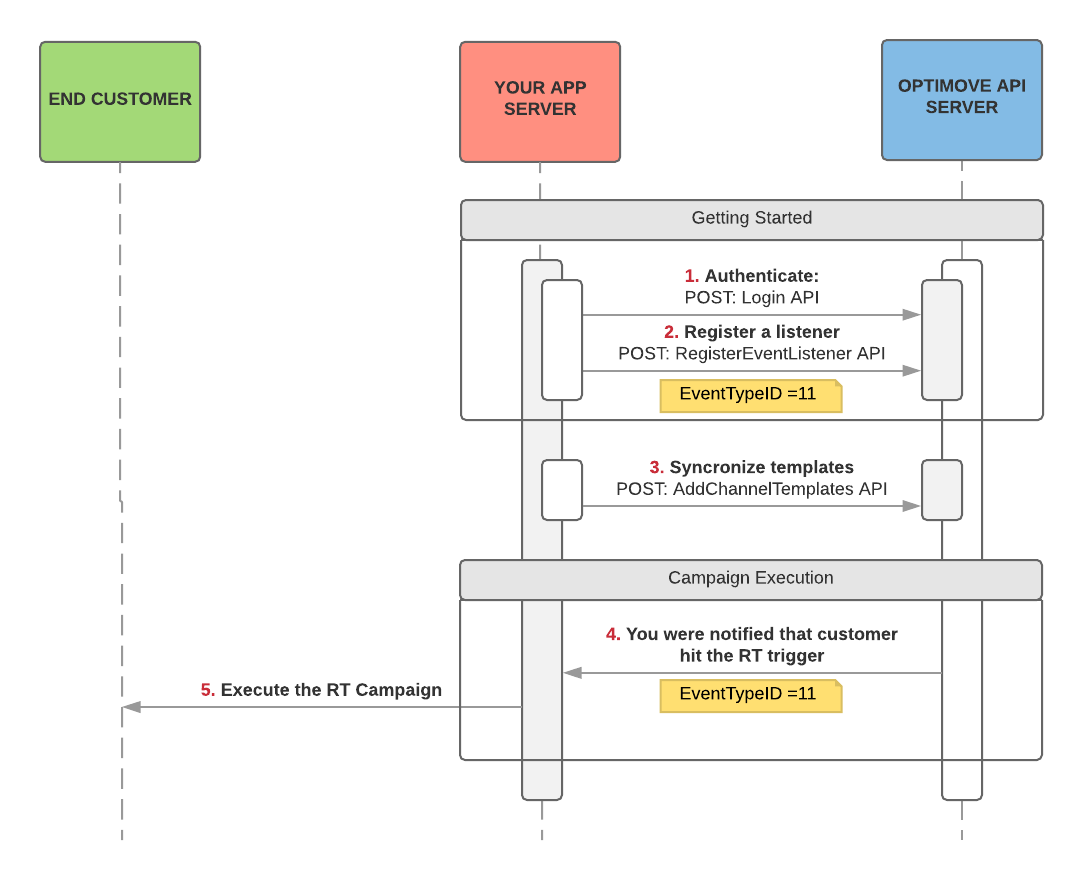 END CUSTOMER
YOUR APP
SERVER
OPTIMOVE API
SERVER
Getting Started
1. Authenticate:
POST: Login API
2. Register a listener
POST: RegisterEventListener API
EventTypeID =11
3. Syncronize templates
POST: AddChannelTemplates API
Campaign Execution
4. You were notified that customer
hit the RT trigger
EventTypeID =11
5. Execute the RT Campaign